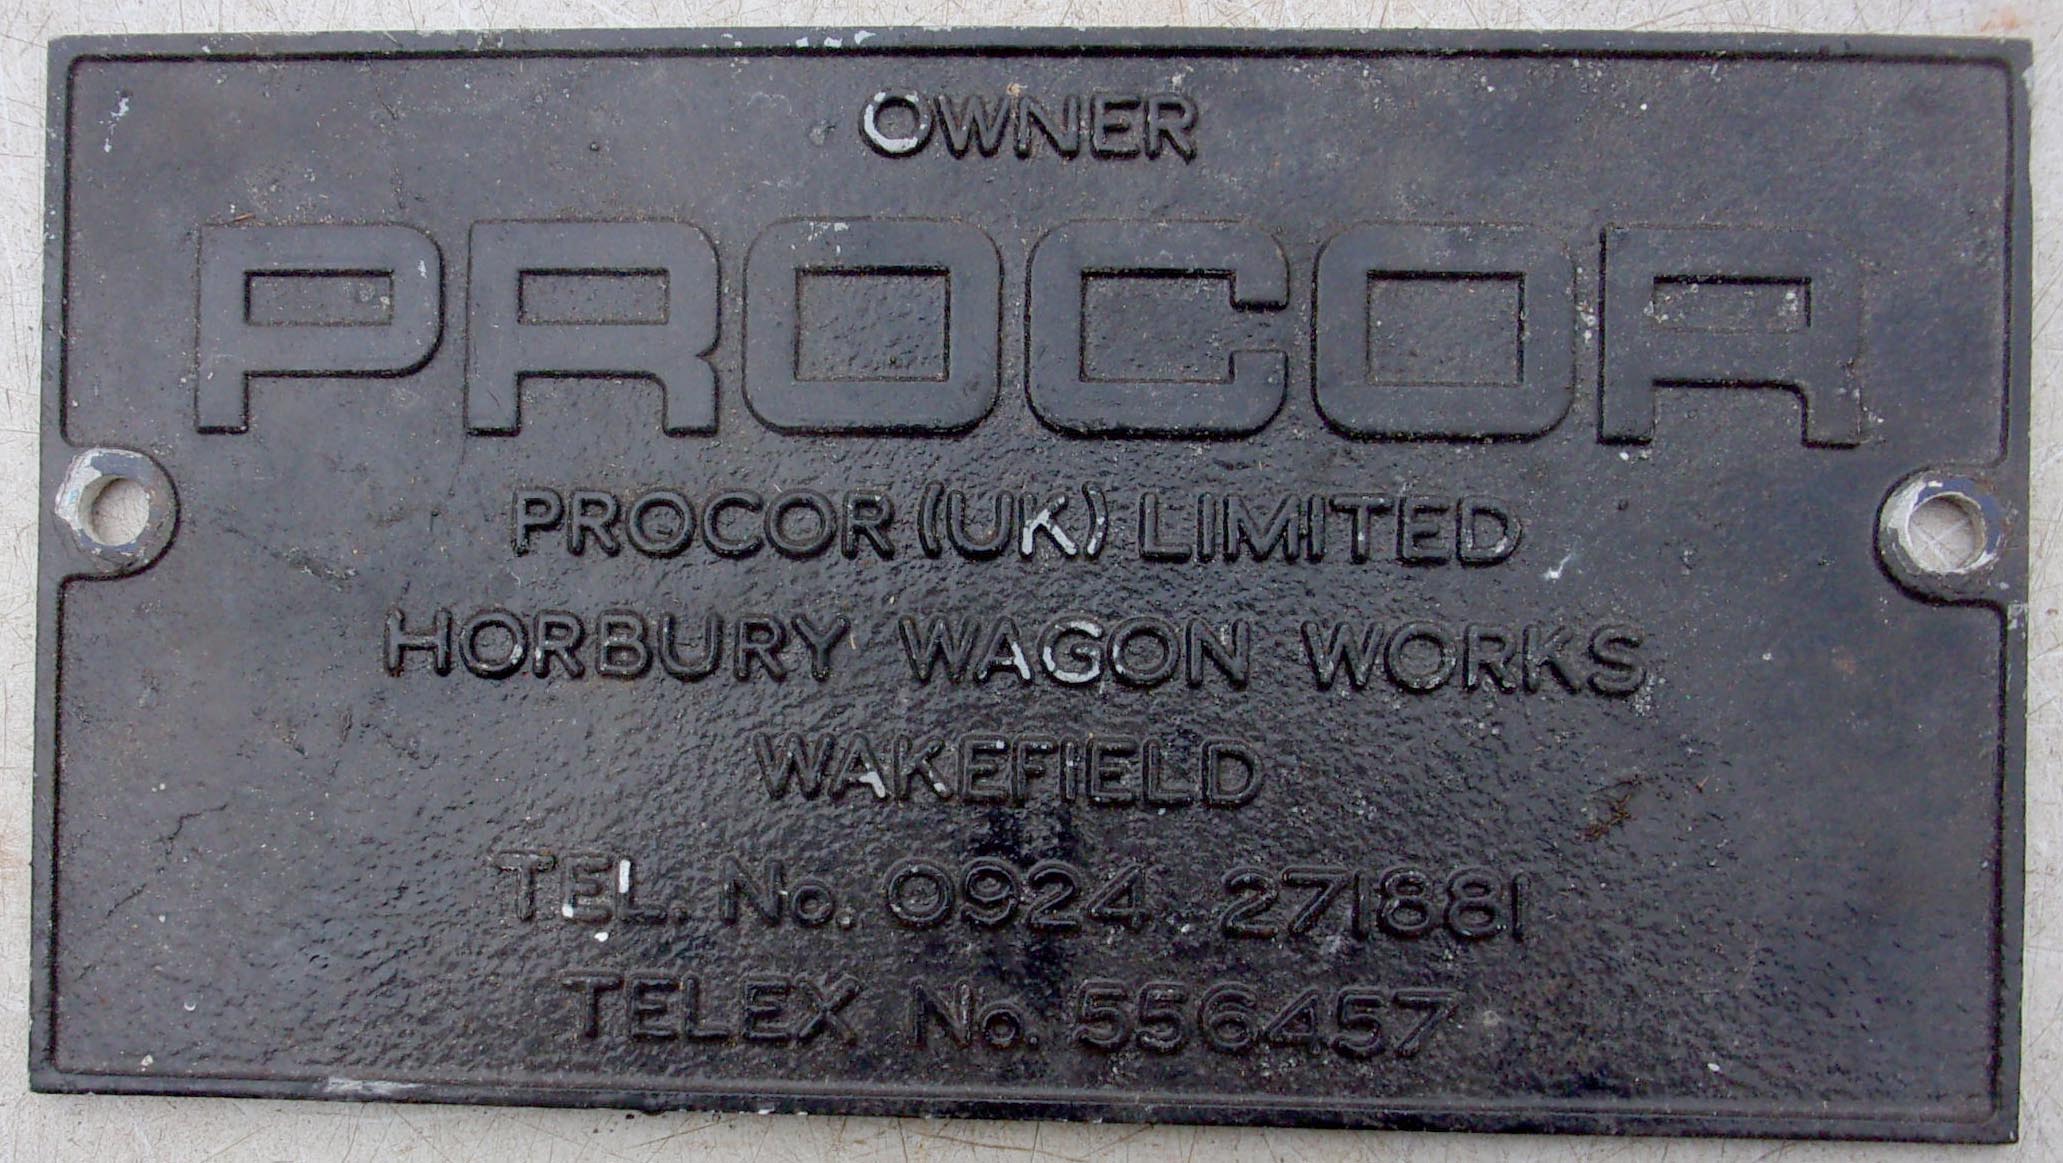 OWNER
PROCOR
PROCOR (UK) LIMITED
HORBURY WAGON WORKS
WAKEFIELD
TEL. No. 0924 271881
TELEX No. 556457